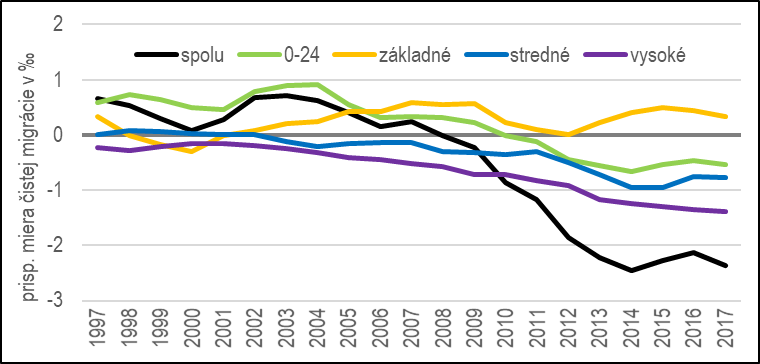 2
1
0
-1
-2
-3
prisp. miera čistej migrácie v ‰
spolu 0-24 základné stredné vysoké
1997 1998 1999 2000 2001 2002 2003 2004 2005 2006 2007 2008 2009 2010 2011 2012 2013 2014 2015 2016 2017